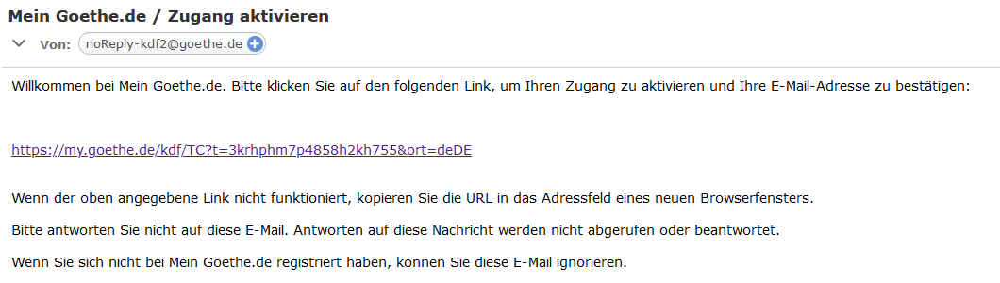 Mein Goethe.de / Zugang aktivieren
Von: noReply-kdf2@goethe.de
Willkommen bei Mein Goethe.de. Bitte klicken Sie auf den folgenden Link, um Ihren Zugang zu aktivieren und Ihre E-Mail-Adresse zu bestätigen:
https://my.goethe.de/kdf/TC?t=3krhphm7p4858h2kh755&ort=deDE
Wenn der oben angegebene Link nicht funktioniert, kopieren Sie die URL in das Adressfeld eines neuen Browserfensters.
Bitte antworten Sie nicht auf diese E-Mail. Antworten auf diese Nachricht werden nicht abgerufen oder beantwortet.
Wenn Sie sich nicht bei Mein Goethe.de registriert haben, können Sie diese E-Mail ignorieren.